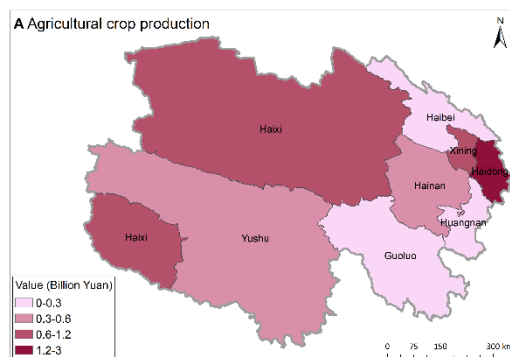 A Agricultural crop production
N
Haibei
Haixi
Xining
Haidong
Hainan
Huangnan
Haixi
Yushu
Guoluo
Value (Billion Yuan)
0-0.3
0.3-0.6
0.6-1.2
1.2-3
0 75 150 300 km